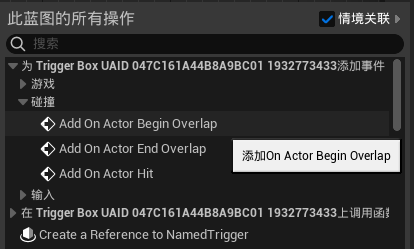 此蓝图的所有操作
情境关联
搜索
为 Trigger Box UAID 047C161A44B8A9BC01 1932773433添加事件
游戏
碰撞
Add On Actor Begin Overlap
添加On Actor Begin Overlap
Add On Actor End Overlap
Add On Actor Hit
输入
在 Trigger Box UAID 047C161A44B8A9BC01 1932773433上调用函数
Create a Reference to NamedTrigger